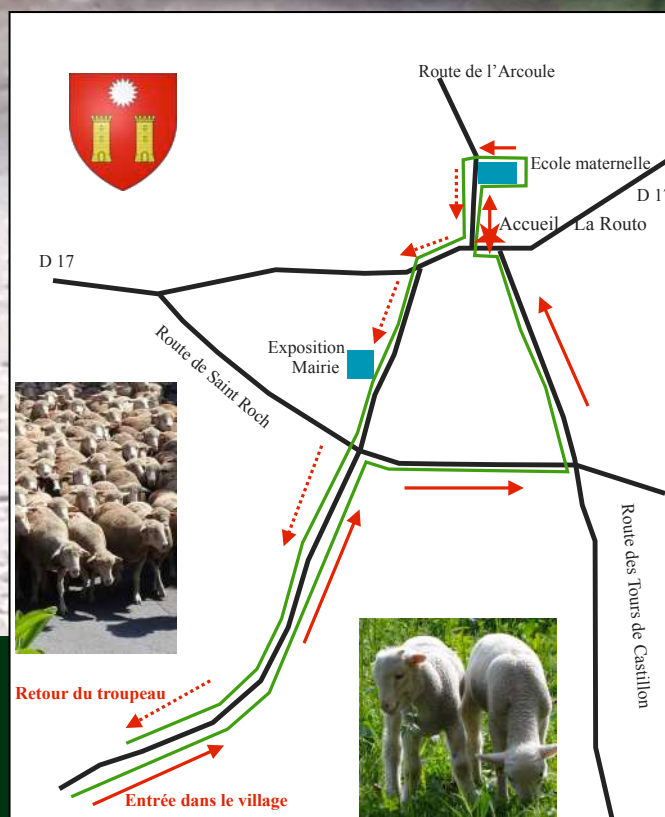 Route de l’Arcoule
Ecole maternelle
D 17
Accueil La Routo
D 17
Exposition
Mairie
Route de Saint Roch
Route des Tours de Castillon
Retour du troupeau
Entrée dans le village